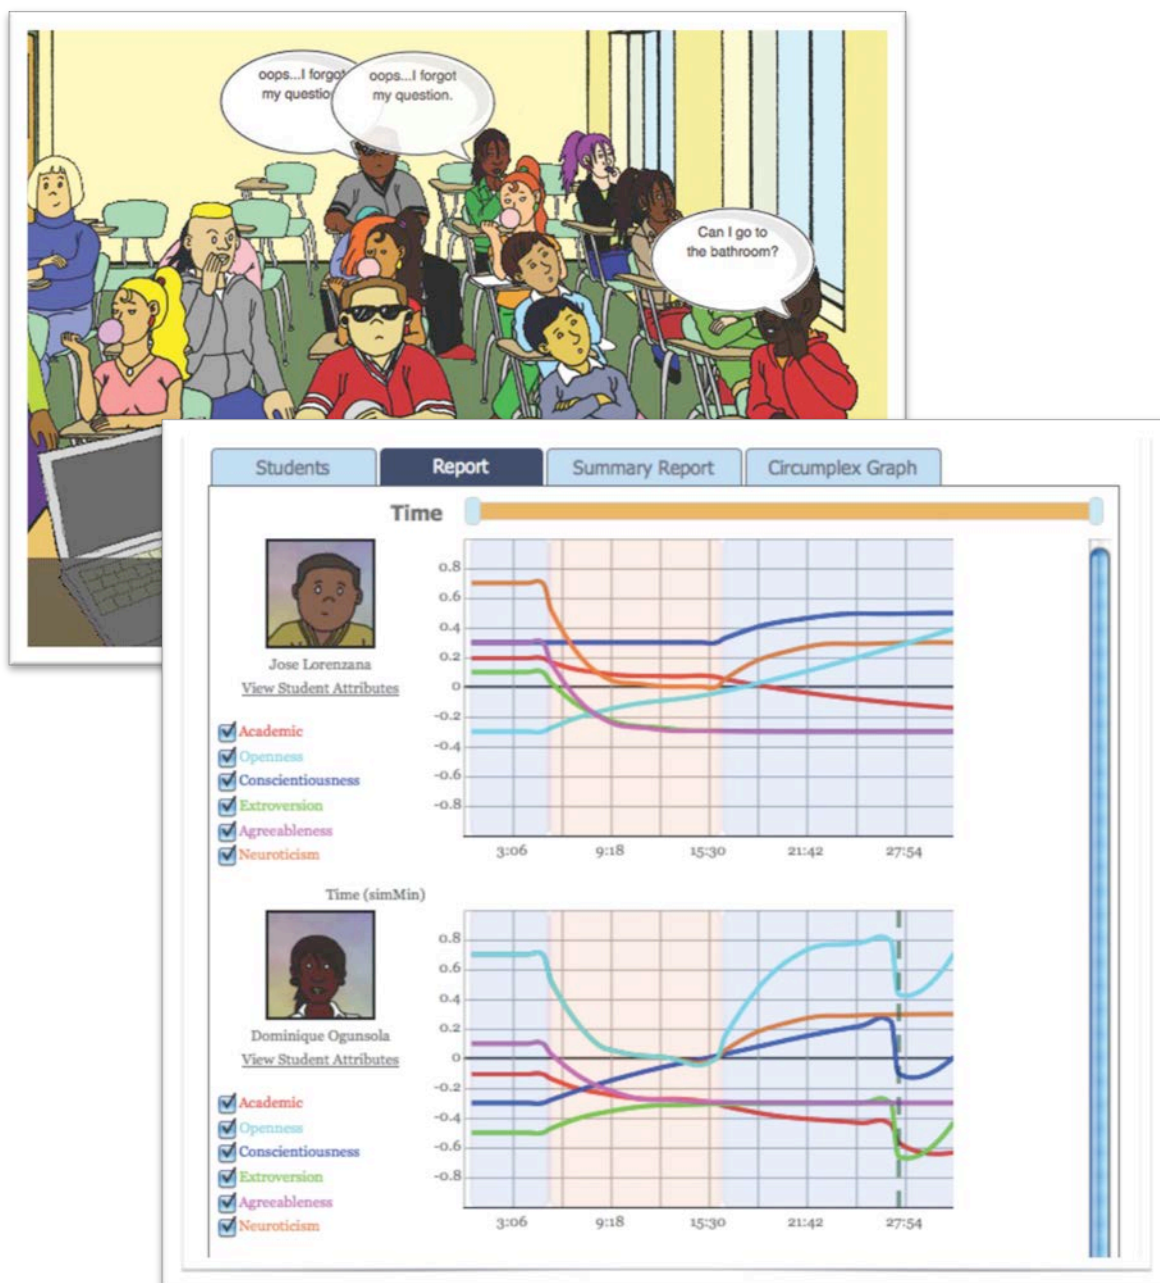 oops...I forgot
my question
oops...I forgot
my question.
Can I go to
the bathroom?
Students
Report
Summary Report
Circumplex Graph
Time
Jose Lorenzana
View Student Attributes
Academic
Openness
Conscientiousness
Extroversion
Agreeableness
Neuroticism
0.8
0.6
0.4
0.2
0
-0.2
-0.4
-0.6
-0.8
3:06 9:18 15:30 21:42 27:54
Time (simMin)
Dominique Ogunsola
View Student Attributes
Academic
Openness
Conscientiousness
Extroversion
Agreeableness
Neuroticism
0.8
0.6
0.4
0.2
0
-0.2
-0.4
-0.6
-0.8
3:06 9:18 15:30 21:42 27:54